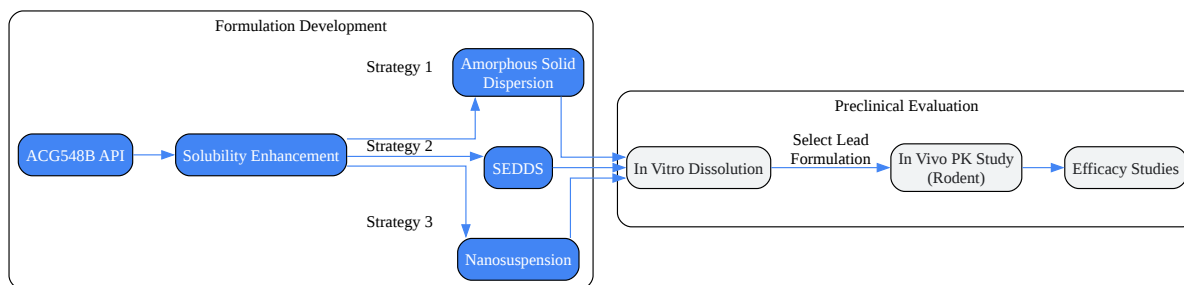 Formulation Development
Strategy 1
Amorphous Solid
Dispersion
ACG548B API
Solubility Enhancement
Strategy 2
SEDDS
Strategy 3
Nanosuspension
Preclinical Evaluation
In Vitro Dissolution
Select Lead
Formulation
In Vivo PK Study
(Rodent)
Efficacy Studies